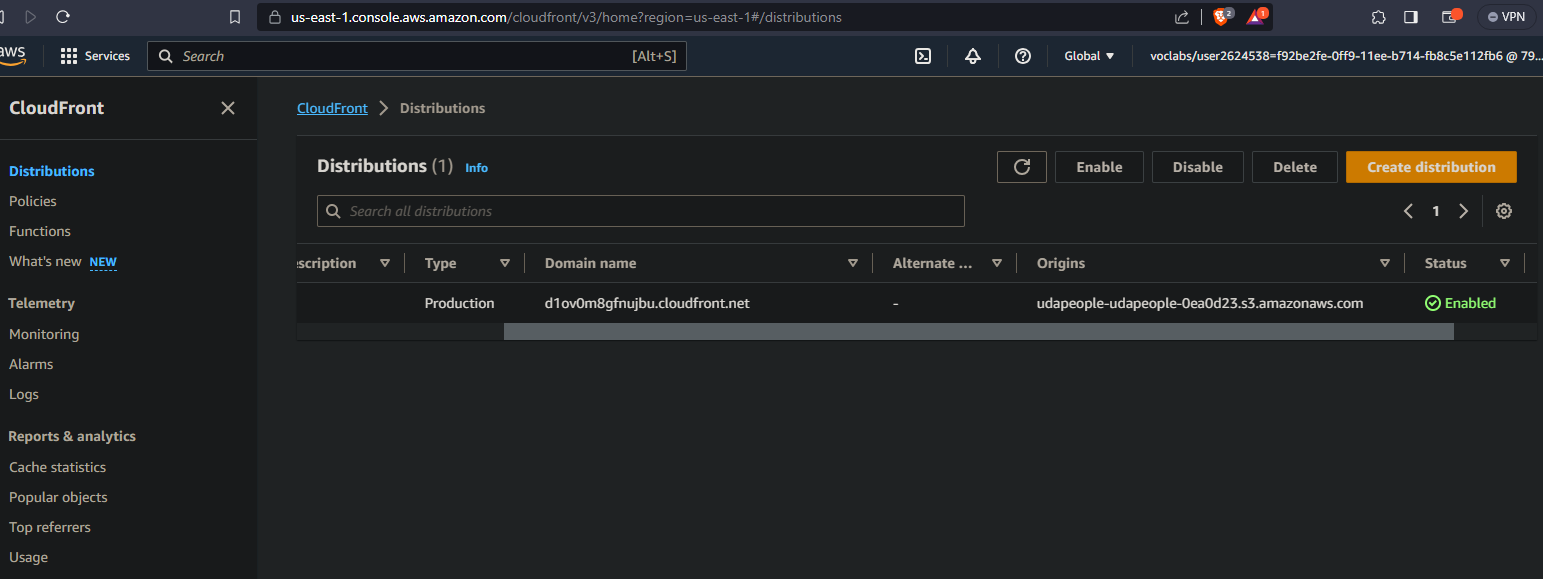 us-east-1.console.aws.amazon.com/cloudfront/v3/home?region=us-east-1#/distributions
2
1
VPN
aws
Services
Search
[Alt+S]
Global
voclabs/user2624538=f92be2fe-0ff9-11ee-b714-fb8c5e112fb6 @ 79...
CloudFront
Distributions
Policies
Functions
What's new NEW
Telemetry
Monitoring
Alarms
Logs
Reports & analytics
Cache statistics
Popular objects
Top referrers
Usage
CloudFront > Distributions
Distributions (1) Info
Enable
Disable
Delete
Create distribution
Search all distributions
1
escription
Type
Domain name
Alternate ...
Origins
Status
Production
d1ov0m8gfnujbu.cloudfront.net
-
udapeople-udapeople-0ea0d23.s3.amazonaws.com
Enabled